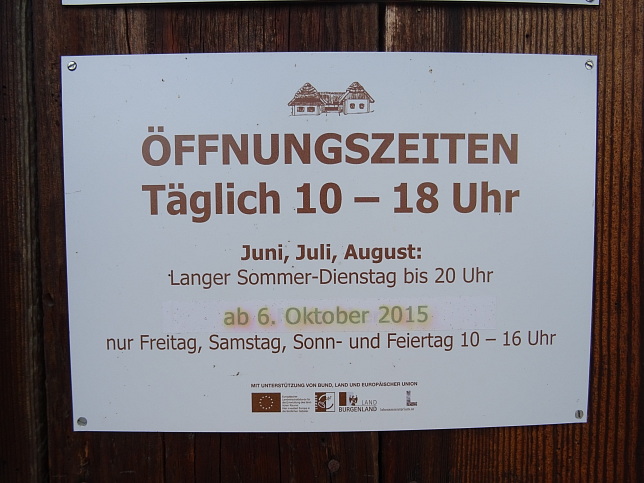 ÖFFNUNGSZEITEN
Täglich 10 – 18 Uhr
Juni, Juli, August:
Langer Sommer-Dienstag bis 20 Uhr
ab 6. Oktober 2015
nur Freitag, Samstag, Sonn- und Feiertag 10 – 16 Uhr
MIT UNTERSTÜTZUNG VON BUND, LAND UND EUROPÄISCHER UNION
LAND
BURGENLAND